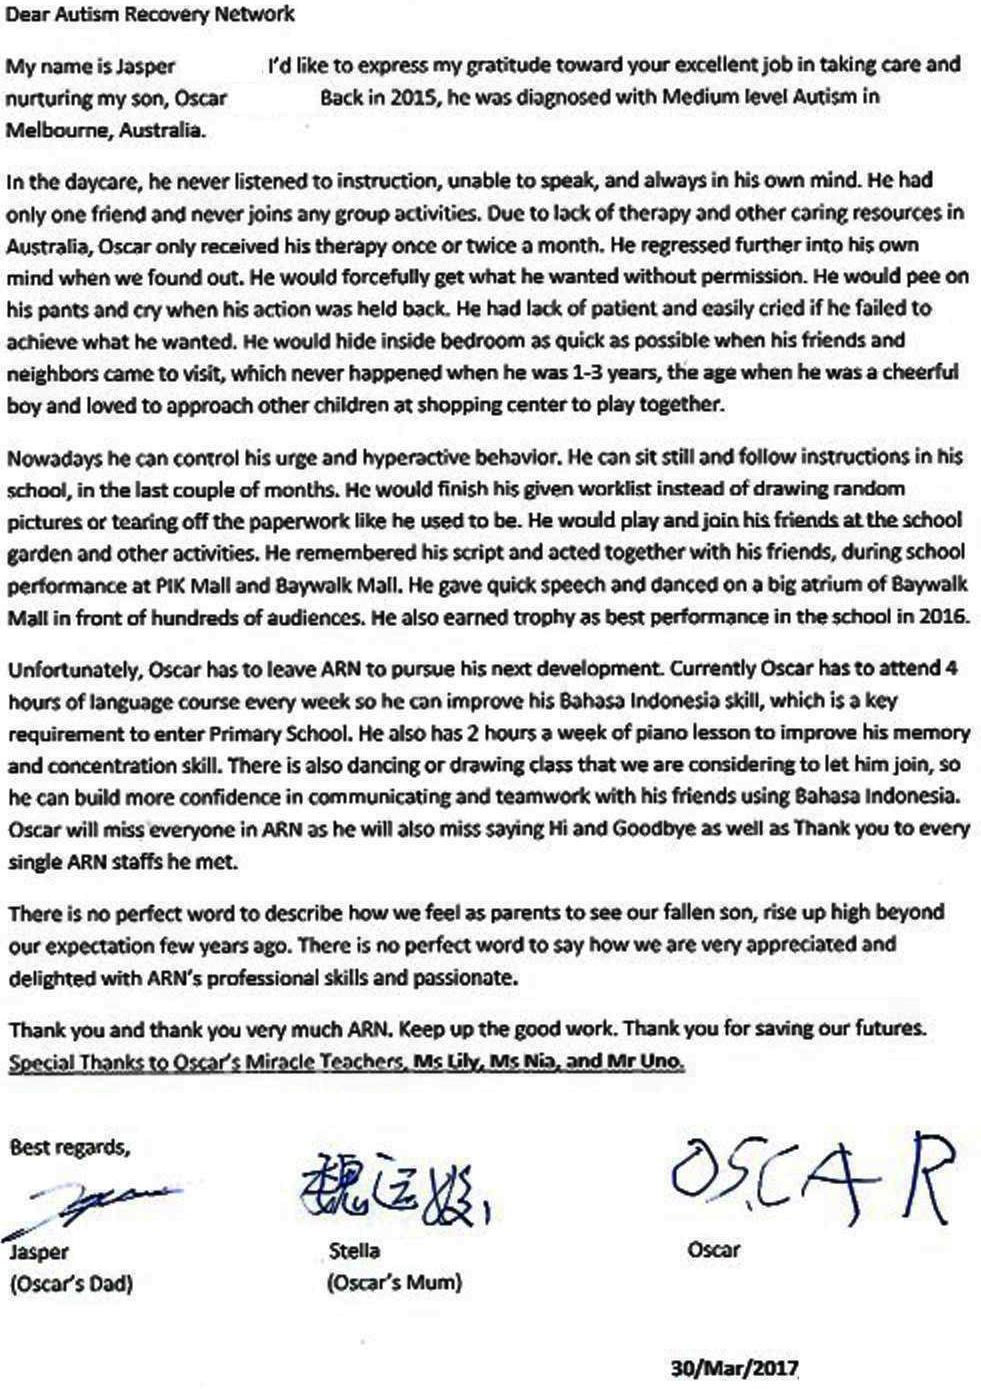 Dear Autism Recovery Network
My name is Jasper I'd like to express my gratitude toward your excellent job in taking care and
nurturing my son, Oscar Back in 2015, he was diagnosed with Medium level Autism in
Melbourne, Australia.
In the daycare, he never listened to instruction, unable to speak, and always in his own mind. He had
only one friend and never joins any group activities. Due to lack of therapy and other caring resources in
Australia, Oscar only received his therapy once or twice a month. He regressed further into his own
mind when we found out. He would forcefully get what he wanted without permission. He would pee on
his pants and cry when his action was held back. He had lack of patient and easily cried if he failed to
achieve what he wanted. He would hide inside bedroom as quick as possible when his friends and
neighbors came to visit, which never happened when he was 1-3 years, the age when he was a cheerful
boy and loved to approach other children at shopping center to play together.
Nowadays he can control his urge and hyperactive behavior. He can sit still and follow instructions in his
school, in the last couple of months. He would finish his given worklist instead of drawing random
pictures or tearing off the paperwork like he used to be. He would play and join his friends at the school
garden and other activities. He remembered his script and acted together with his friends, during school
performance at PIK Mall and Baywalk Mall. He gave quick speech and danced on a big atrium of Baywalk
Mall in front of hundreds of audiences. He also earned trophy as best performance in the school in 2016.
Unfortunately, Oscar has to leave ARN to pursue his next development. Currently Oscar has to attend 4
hours of language course every week so he can improve his Bahasa Indonesia skill, which is a key
requirement to enter Primary School. He also has 2 hours a week of piano lesson to improve his memory
and concentration skill. There is also dancing or drawing class that we are considering to let him join, so
he can build more confidence in communicating and teamwork with his friends using Bahasa Indonesia.
Oscar will miss everyone in ARN as he will also miss saying Hi and Goodbye as well as Thank you to every
single ARN staffs he met.
There is no perfect word to describe how we feel as parents to see our fallen son, rise up high beyond
our expectation few years ago. There is no perfect word to say how we are very appreciated and
delighted with ARN's professional skills and passionate.
Thank you and thank you very much ARN. Keep up the good work. Thank you for saving our futures.
Special Thanks to Oscar's Miracle Teachers, Ms Lily, Ms Nia, and Mr Uno.
Best regards,
OSCAR
Jasper Stella Oscar
(Oscar's Dad) (Oscar's Mum)
30/Mar/2017